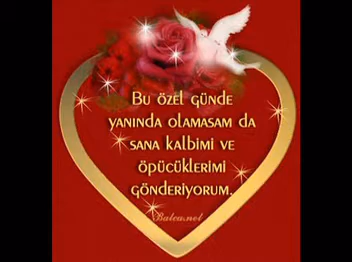 Bu özel günde
yanında olamasam da
sana kalbimi ve
öpücüklerimi
gönderiyorum.
Balca.net